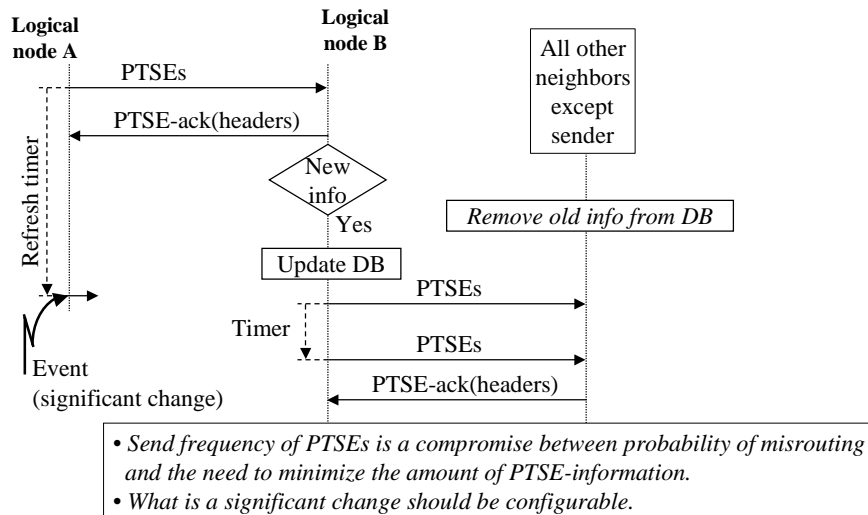 Logical
node A
Logical
node B
All other
neighbors
except
sender
PTSEs
PTSE-ack(headers)
Refresh timer
New
info
Yes
Remove old info from DB
Update DB
PTSEs
Timer
PTSEs
Event
(significant change)
PTSE-ack(headers)
• Send frequency of PTSEs is a compromise between probability of misrouting
and the need to minimize the amount of PTSE-information.
• What is a significant change should be configurable.